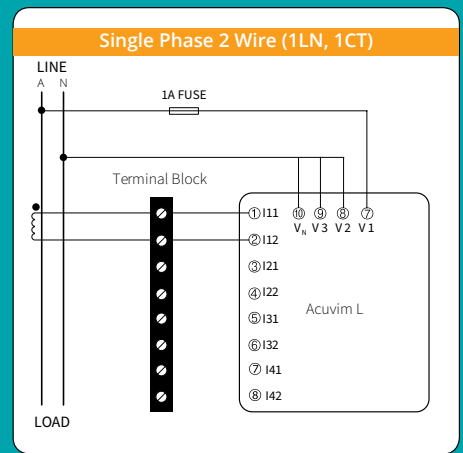 Single Phase 2 Wire (1LN, 1CT)
LINE
A N
1A FUSE
Terminal Block
① I11
② I12
③ I21
④ I22
⑤ I31
⑥ I32
⑦ I41
⑧ I42
⑩ ⑨ ⑧ ⑦
VN V3 V2 V1
Acuvim L
LOAD